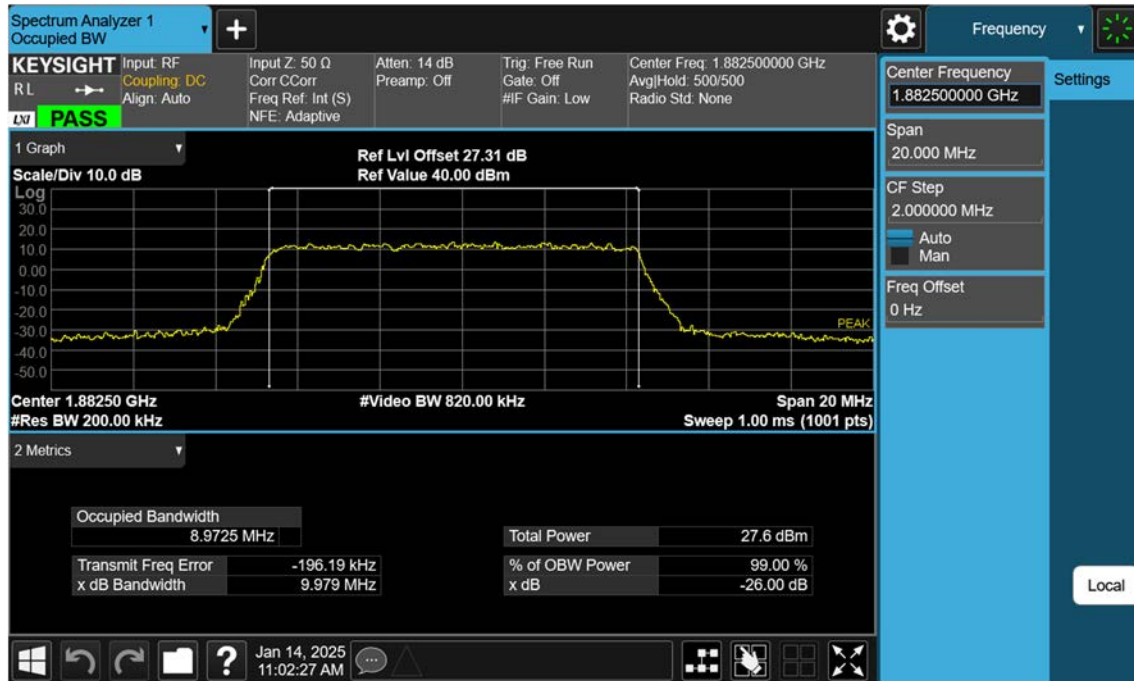 Spectrum Analyzer 1
Occupied BW
+
Frequency
KEYSIGHT
R L
LXI PASS
Input: RF
Coupling: DC
Align: Auto
Input Z: 50 Ω
Corr CCorr
Freq Ref: Int (S)
NFE: Adaptive
Atten: 14 dB
Preamp: Off
Trig: Free Run
Gate: Off
#IF Gain: Low
Center Freq: 1.882500000 GHz
Avg|Hold: 500/500
Radio Std: None
Center Frequency
1.882500000 GHz
Settings
Span
20.000 MHz
CF Step
2.000000 MHz
Auto
Man
Freq Offset
0 Hz
Local
1 Graph
Scale/Div 10.0 dB
Ref Lvl Offset 27.31 dB
Ref Value 40.00 dBm
Log
30.0
20.0
10.0
0.00
-10.0
-20.0
-30.0
-40.0
-50.0
PEAK
Center 1.88250 GHz
#Video BW 820.00 kHz
Span 20 MHz
#Res BW 200.00 kHz
Sweep 1.00 ms (1001 pts)
2 Metrics
Occupied Bandwidth
8.9725 MHz
Total Power 27.6 dBm
Transmit Freq Error -196.19 kHz
% of OBW Power 99.00 %
x dB Bandwidth 9.979 MHz
x dB -26.00 dB
?
Jan 14, 2025
11:02:27 AM